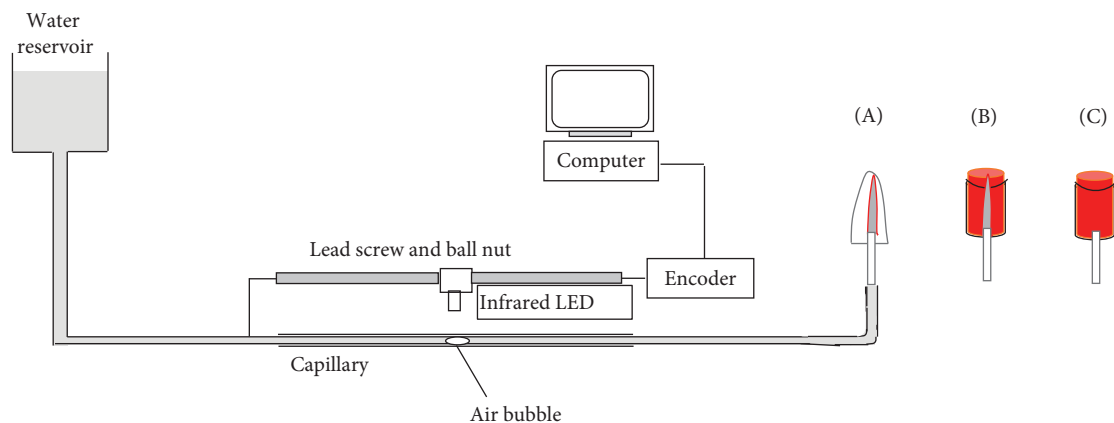 Water
reservoir
(A)
(B)
(C)
Computer
Lead screw and ball nut
Encoder
Infrared LED
Capillary
Air bubble